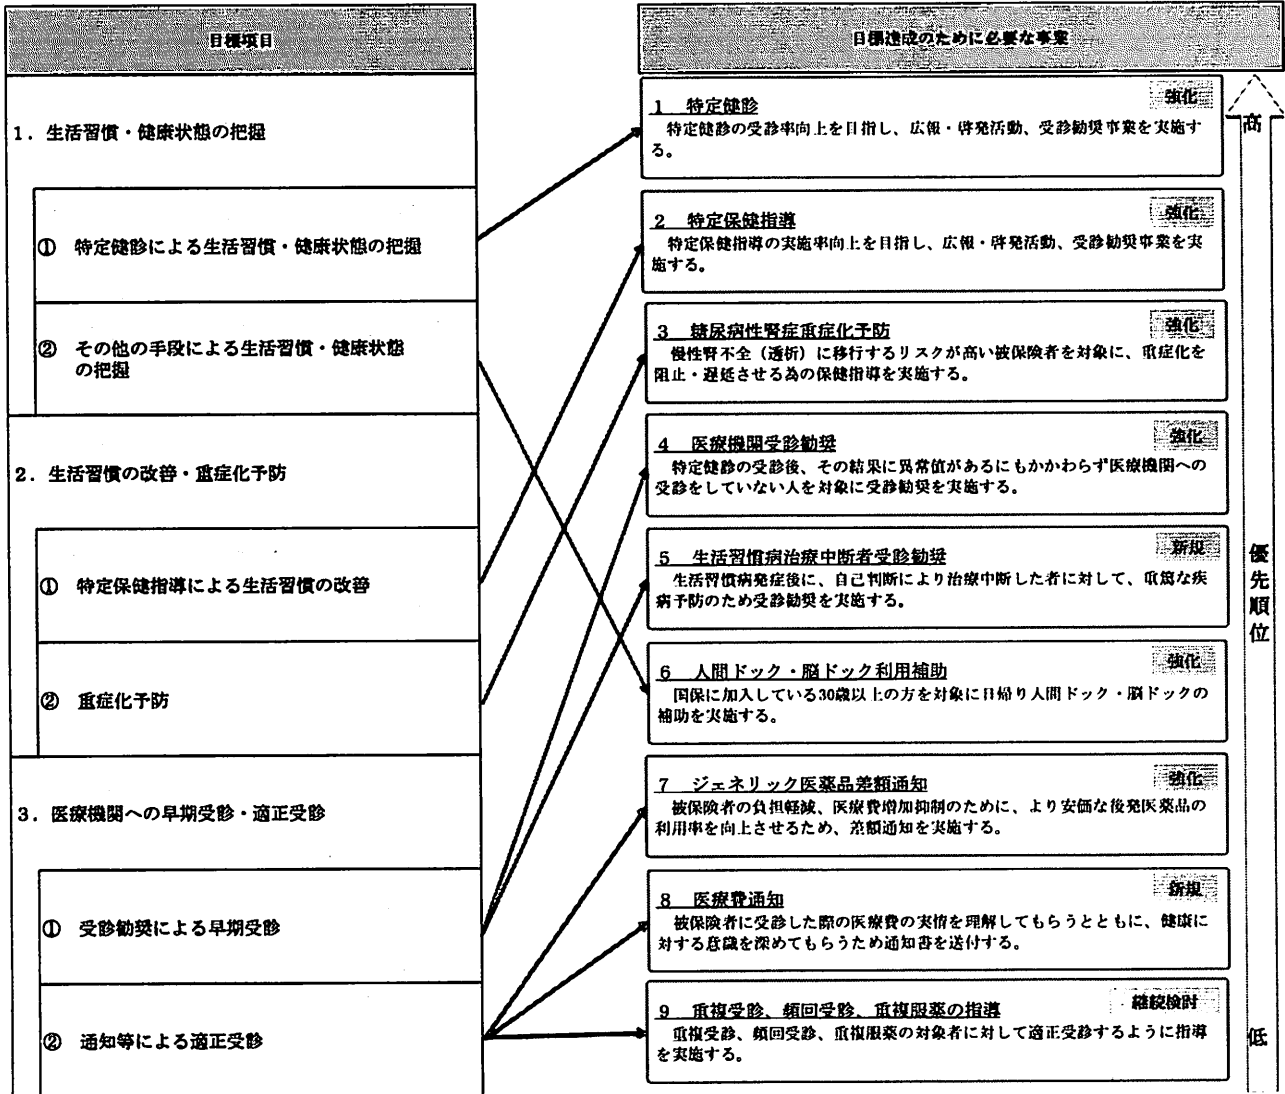 目標項目
1．生活習慣・健康状態の把握
① 特定健診による生活習慣・健康状態の把握
② その他の手段による生活習慣・健康状態
の把握
2．生活習慣の改善・重症化予防
① 特定保健指導による生活習慣の改善
② 重症化予防
3．医療機関への早期受診・適正受診
① 受診勧奨による早期受診
② 通知等による適正受診
目標達成のために必要な事業
1 特定健診
強化
特定健診の受診率向上を目指し、広報・啓発活動、受診勧奨事業を実施す
る。
2 特定保健指導
強化
特定保健指導の実施率向上を目指し、広報・啓発活動、受診勧奨事業を実
施する。
3 糖尿病性腎症重症化予防
強化
慢性腎不全（透析）に移行するリスクが高い被保険者を対象に、重症化を
阻止・遅延させる為の保健指導を実施する。
4 医療機関受診勧奨
強化
特定健診の受診後、その結果に異常値があるにもかかわらず医療機関への
受診をしていない人を対象に受診勧奨を実施する。
5 生活習慣病治療中断者受診勧奨
新規
生活習慣病発症後に、自己判断により治療中断した者に対して、重篤な疾
病予防のため受診勧奨を実施する。
6 人間ドック・脳ドック利用補助
強化
国保に加入している30歳以上の方を対象に日帰り人間ドック・脳ドックの
補助を実施する。
7 ジェネリック医薬品差額通知
強化
被保険者の負担軽減、医療費増加抑制のために、より安価な後発医薬品の
利用率を向上させるため、差額通知を実施する。
8 医療費通知
新規
被保険者に受診した際の医療費の実情を理解してもらうとともに、健康に
対する意識を深めてもらうため通知書を送付する。
9 重複受診、頻回受診、重複服薬の指導
継続検討
重複受診、頻回受診、重複服薬の対象者に対して適正受診するように指導
を実施する。
高
優先順位
低